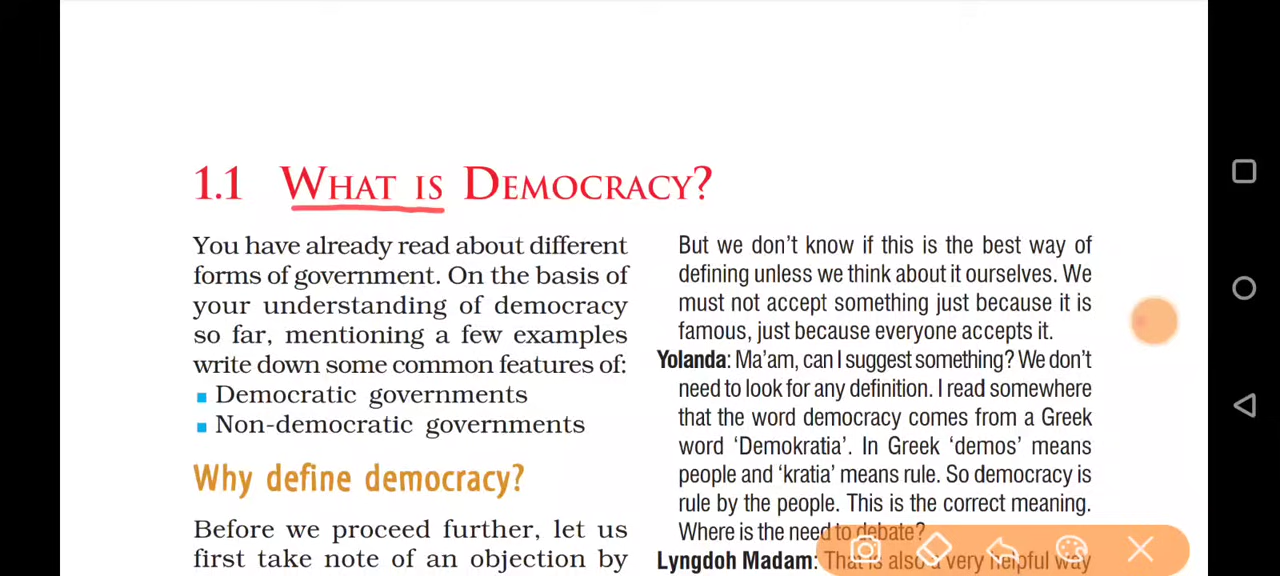 1.1 WHAT IS DEMOCRACY?
You have already read about different
forms of government. On the basis of
your understanding of democracy
so far, mentioning a few examples
write down some common features of:
▪ Democratic governments
▪ Non-democratic governments
Why define democracy?
Before we proceed further, let us
first take note of an objection by
But we don't know if this is the best way of
defining unless we think about it ourselves. We
must not accept something just because it is
famous, just because everyone accepts it.
Yolanda: Ma'am, can I suggest something? We don't
need to look for any definition. I read somewhere
that the word democracy comes from a Greek
word 'Demokratia'. In Greek 'demos' means
people and 'kratia' means rule. So democracy is
rule by the people. This is the correct meaning.
Where is the need to debate?
Lyngdoh Madam: That is also a very helpful way